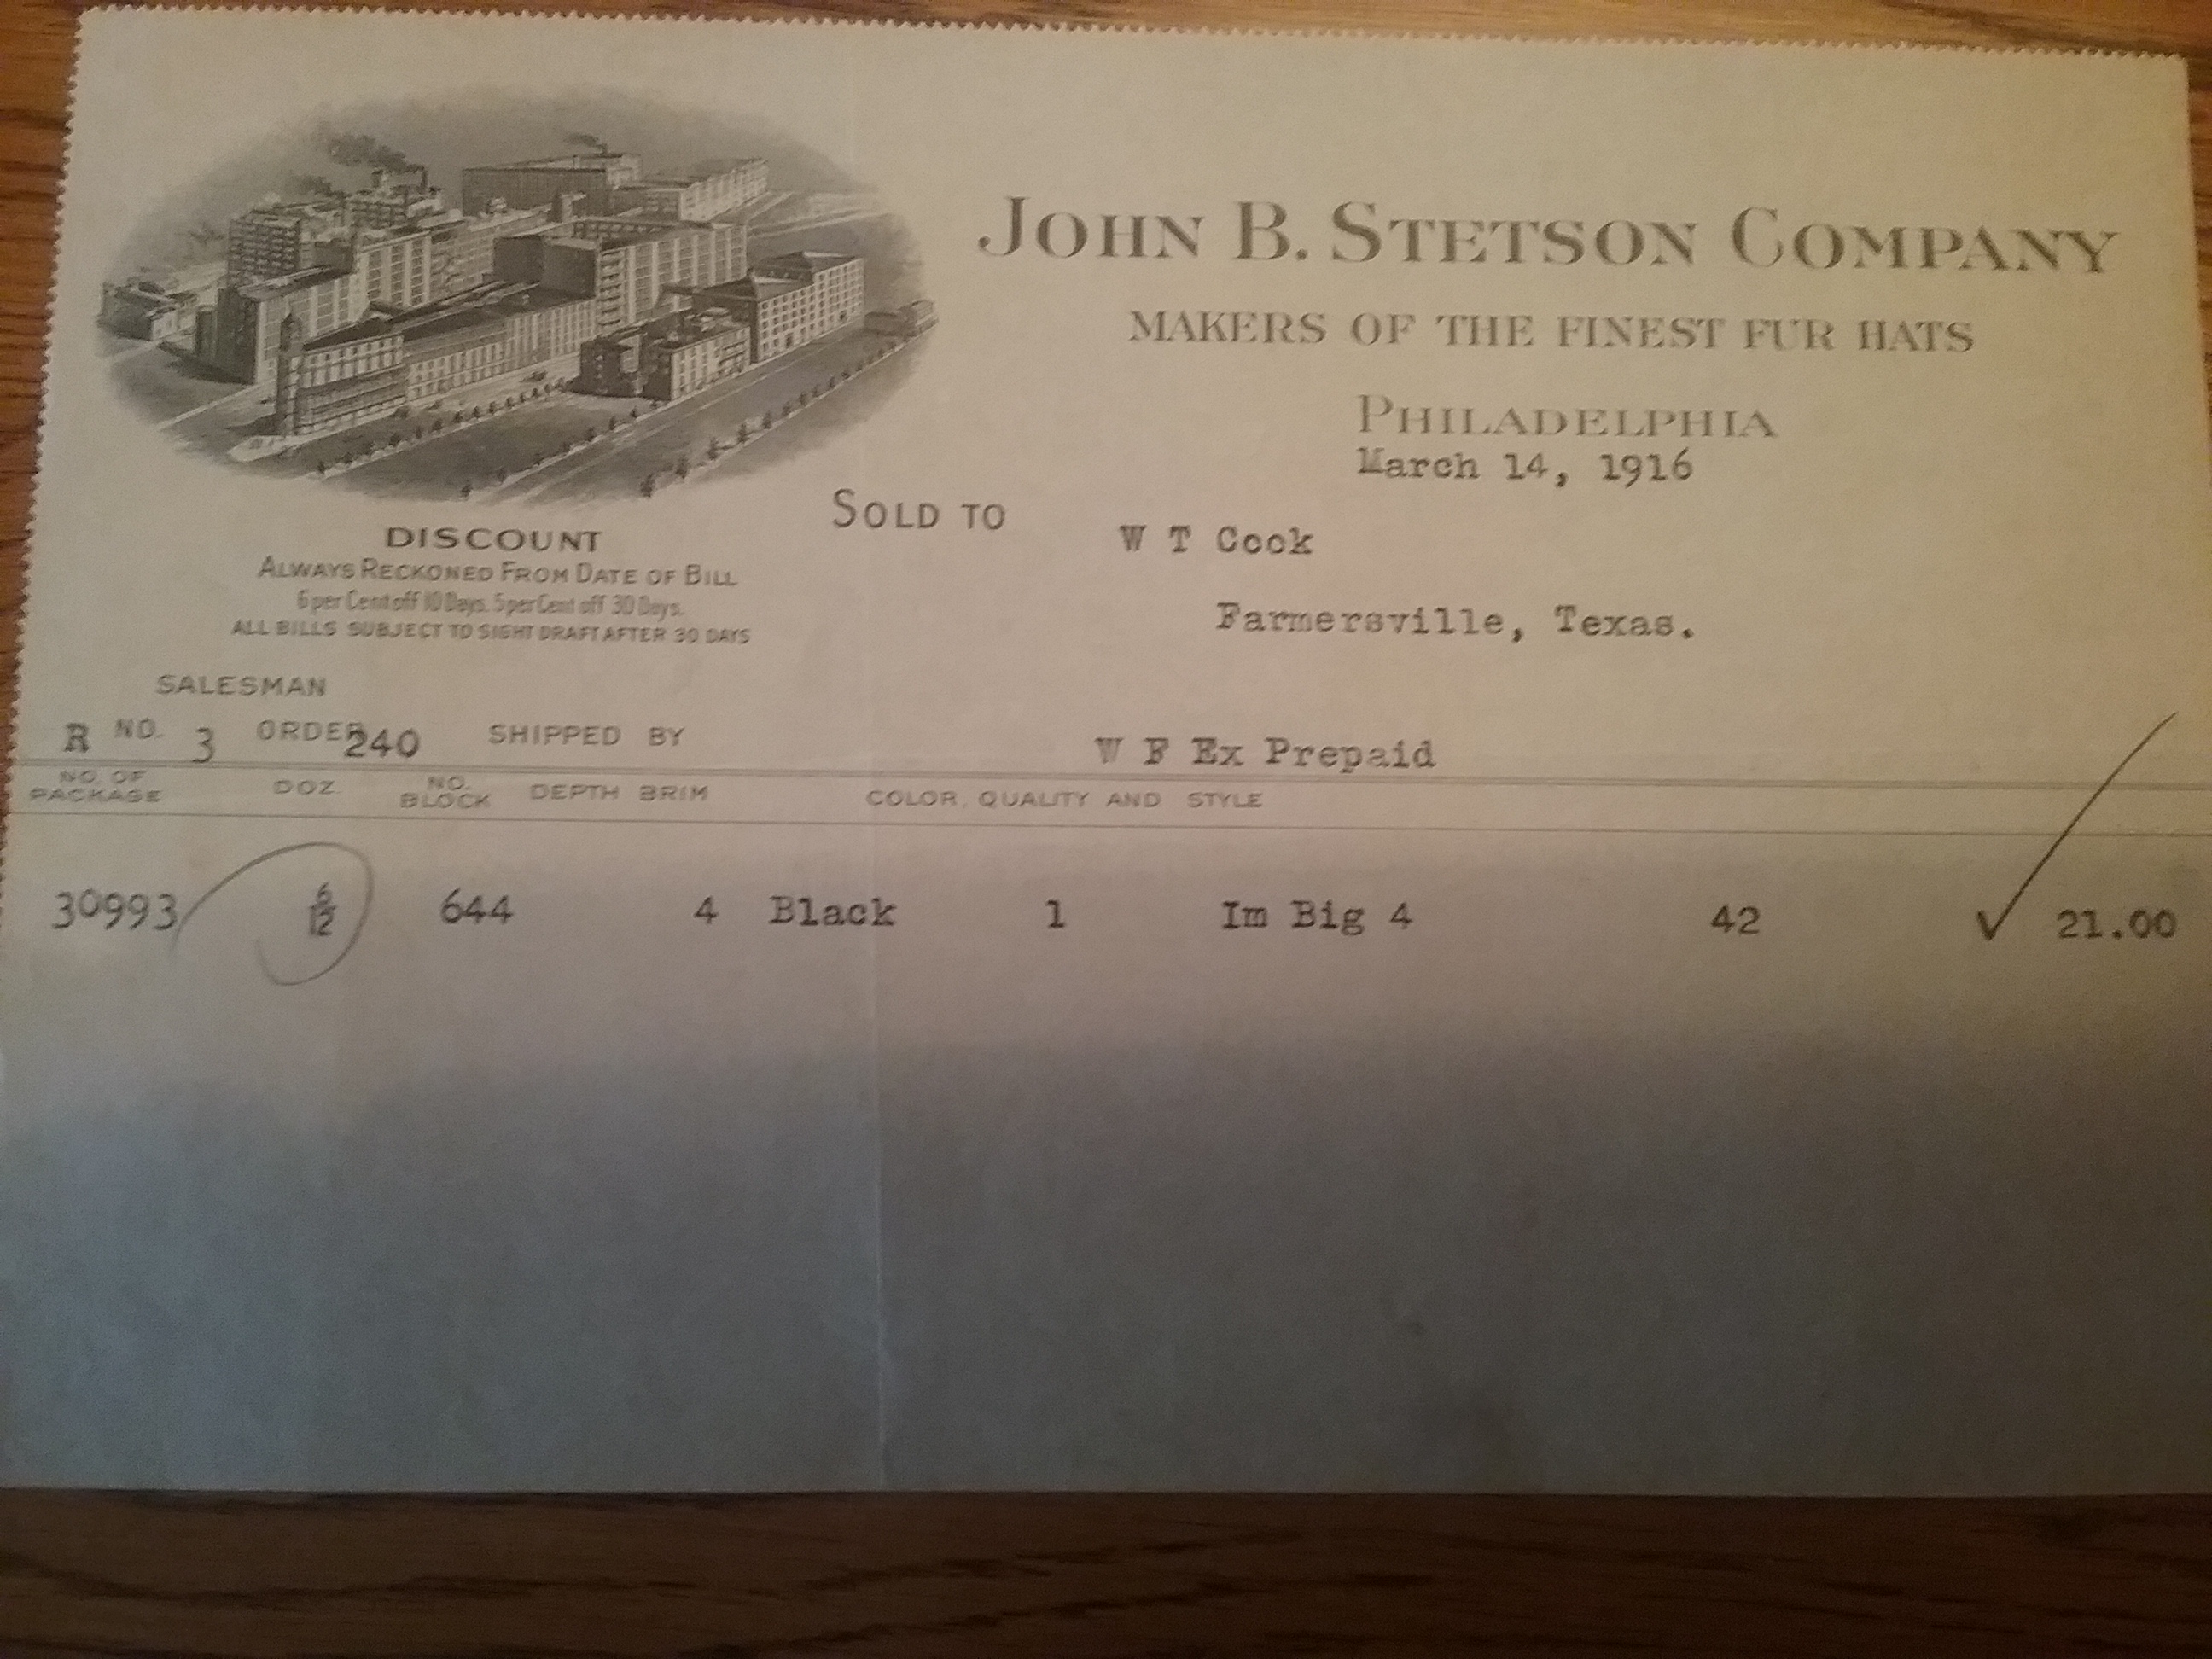 JOHN B. STETSON COMPANY
MAKERS OF THE FINEST FUR HATS
PHILADELPHIA
March 14, 1916
SOLD TO W T Cook
Farmersville, Texas.
DISCOUNT
ALWAYS RECKONED FROM DATE OF BILL
6 per Cent off 10 Days. 5 per Cent off 30 Days.
ALL BILLS SUBJECT TO SIGHT DRAFT AFTER 30 DAYS
SALESMAN
R NO. 3 ORDER 240 SHIPPED BY W F Ex Prepaid
NO. OF PACKAGE DOZ. NO. BLOCK DEPTH BRIM COLOR, QUALITY AND STYLE
30993 6/12 644 4 Black 1 Im Big 4 42 ✓ 21.00